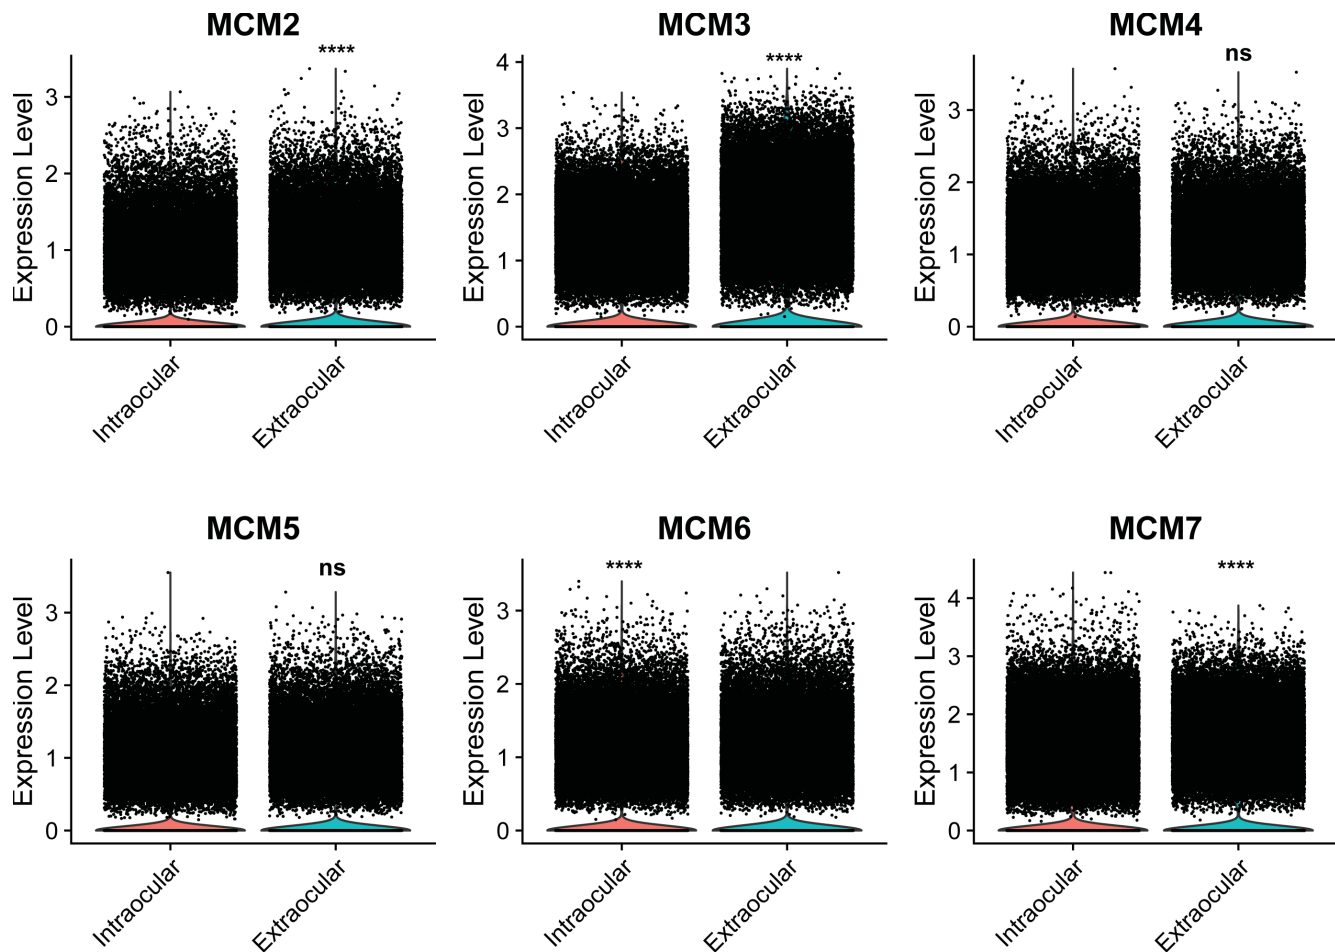 MCM2
****
Expression Level
3
2
1
0
Intraocular
Extraocular
MCM3
****
Expression Level
4
3
2
1
0
Intraocular
Extraocular
MCM4
ns
Expression Level
3
2
1
0
Intraocular
Extraocular
MCM5
ns
Expression Level
3
2
1
0
Intraocular
Extraocular
MCM6
****
Expression Level
3
2
1
0
Intraocular
Extraocular
MCM7
****
Expression Level
4
3
2
1
0
Intraocular
Extraocular